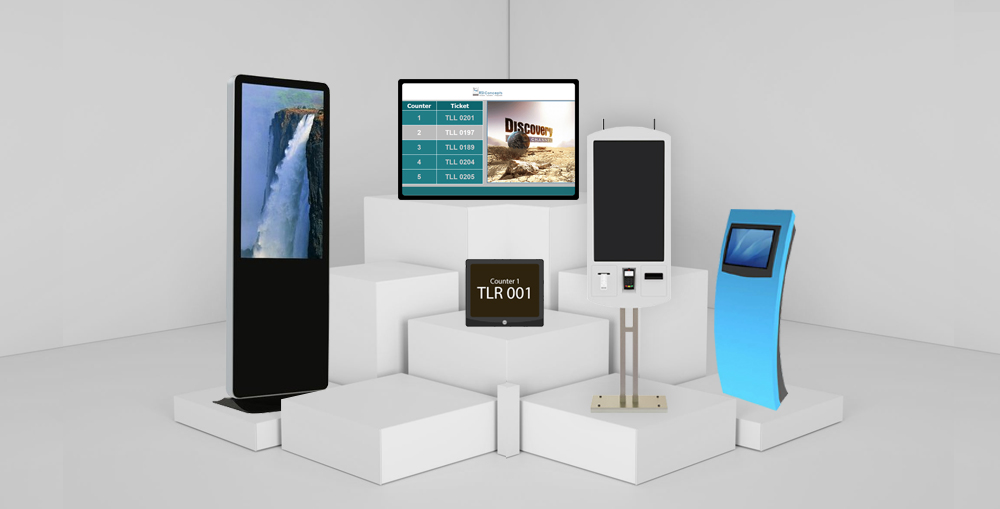 Counter Ticket
1 TLL 0201
2 TLL 0197
3 TLL 0189
4 TLL 0204
5 TLL 0205
Discovery
Counter 1
TLR 001